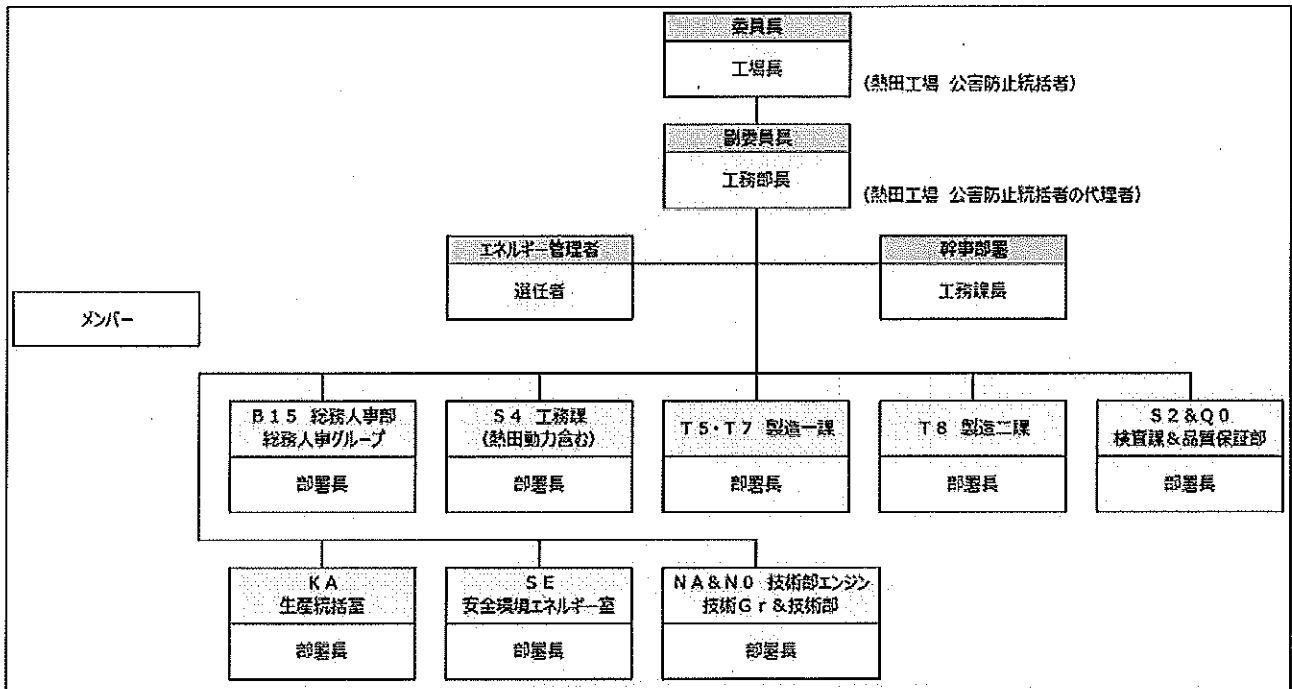 委員長
工場長
(熱田工場 公害防止統括者)
副委員長
工務部長
(熱田工場 公害防止統括者の代理者)
エネルギー管理者
選任者
幹事部署
工務課長
メンバー
B15 総務人事部
総務人事グループ
部署長
S4 工務課
(熱田動力含む)
部署長
T5・T7 製造一課
部署長
T8 製造二課
部署長
S2&Q0
検査課&品質保証部
部署長
KA
生産統括室
部署長
SE
安全環境エネルギー室
部署長
NA&N0 技術部エンジン
技術Gr&技術部
部署長